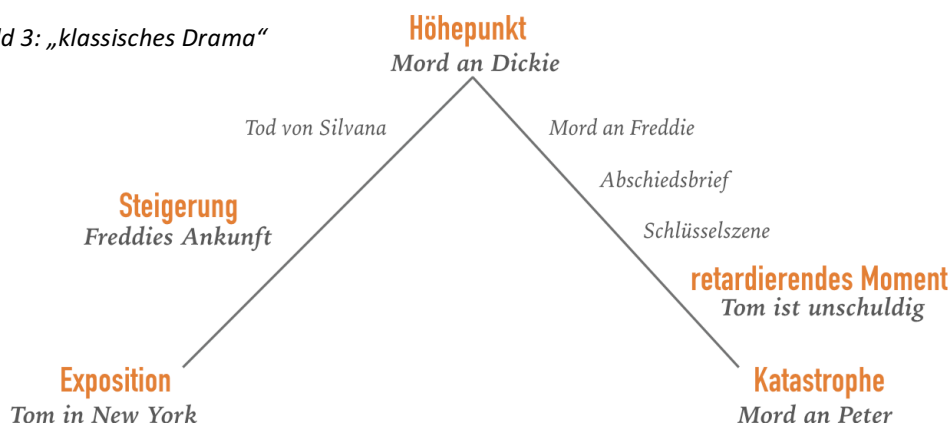 d 3: „klassisches Drama“
Höhepunkt
Mord an Dickie
Tod von Silvana
Mord an Freddie
Abschiedsbrief
Steigerung
Freddies Ankunft
Schlüsselszene
retardierendes Moment
Tom ist unschuldig
Exposition
Tom in New York
Katastrophe
Mord an Peter